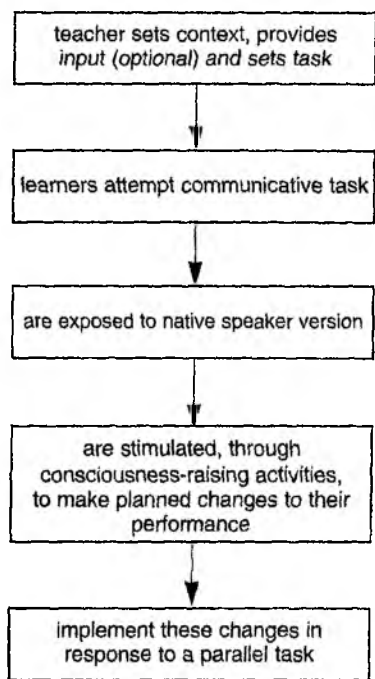 teacher sets context, provides
input (optional) and sets task
learners attempt communicative task
are exposed to native speaker version
are stimulated, through
consciousness-raising activities,
to make planned changes to their
performance
implement these changes in
response to a parallel task